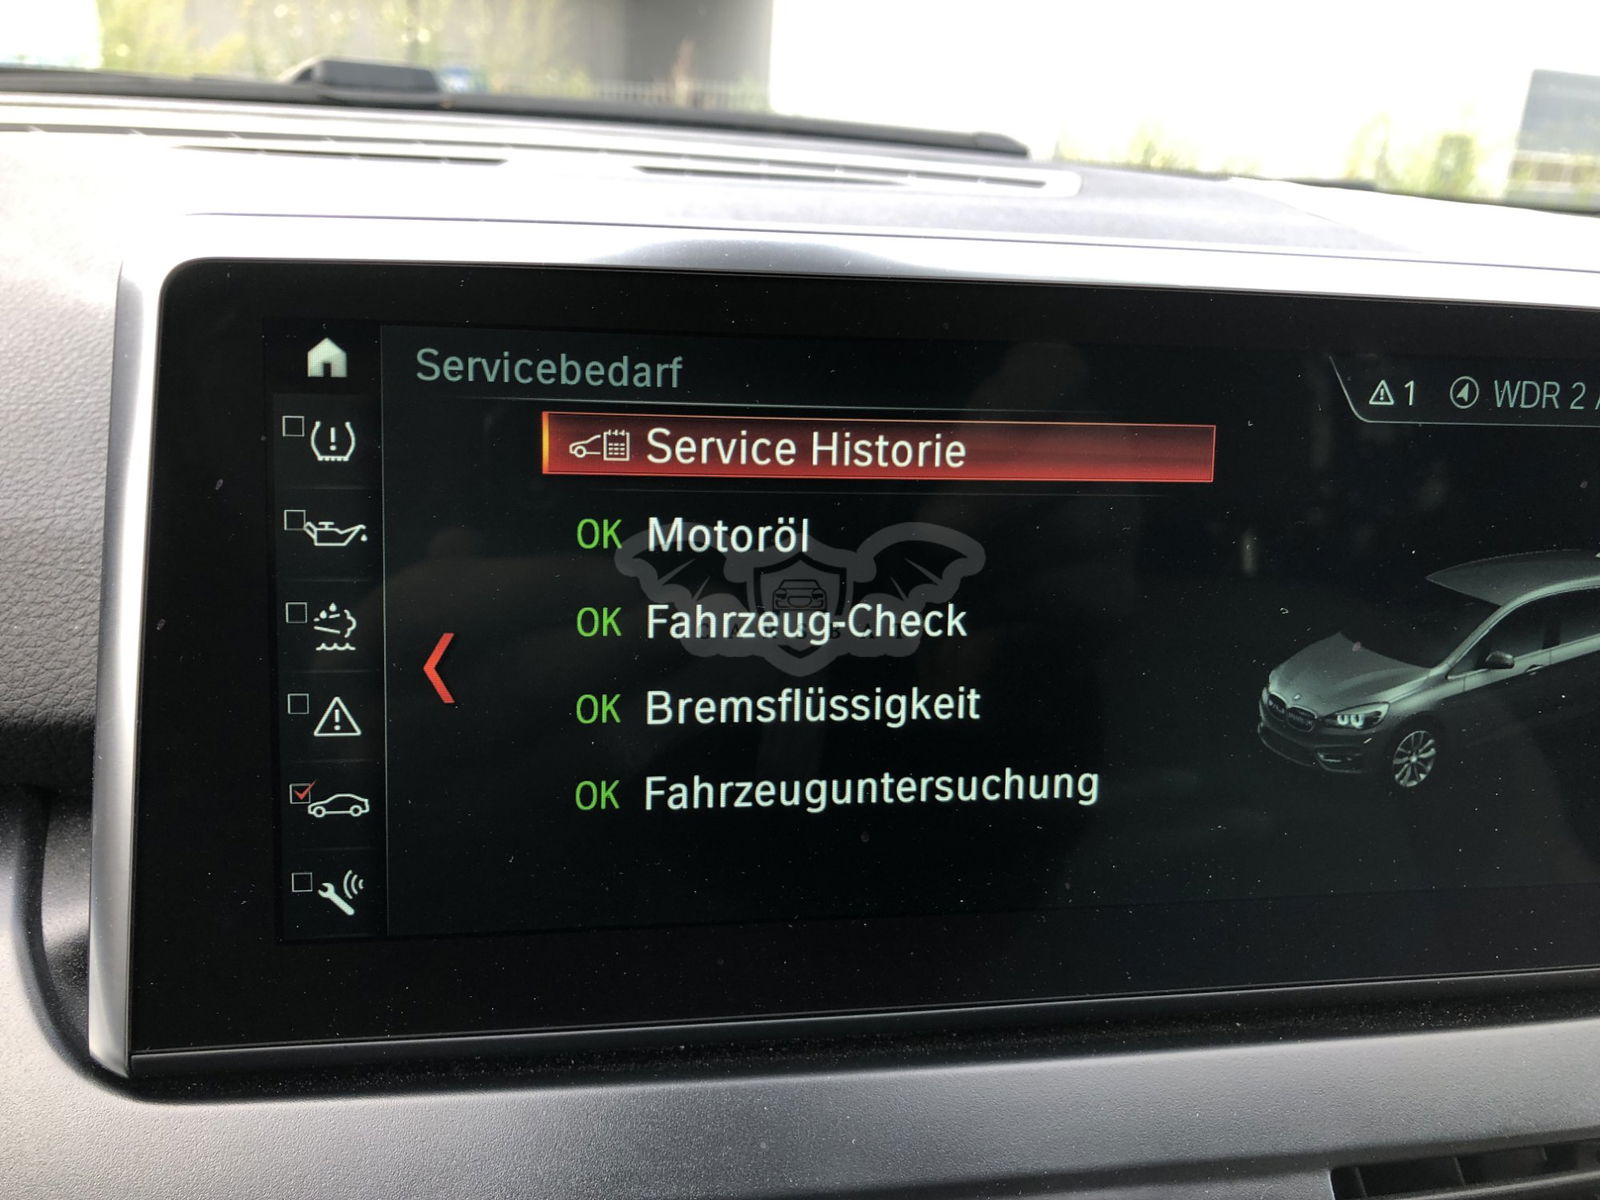 Servicebedarf
1 WDR 2
Service Historie
OK Motoröl
OK Fahrzeug-Check
OK Bremsflüssigkeit
OK Fahrzeuguntersuchung